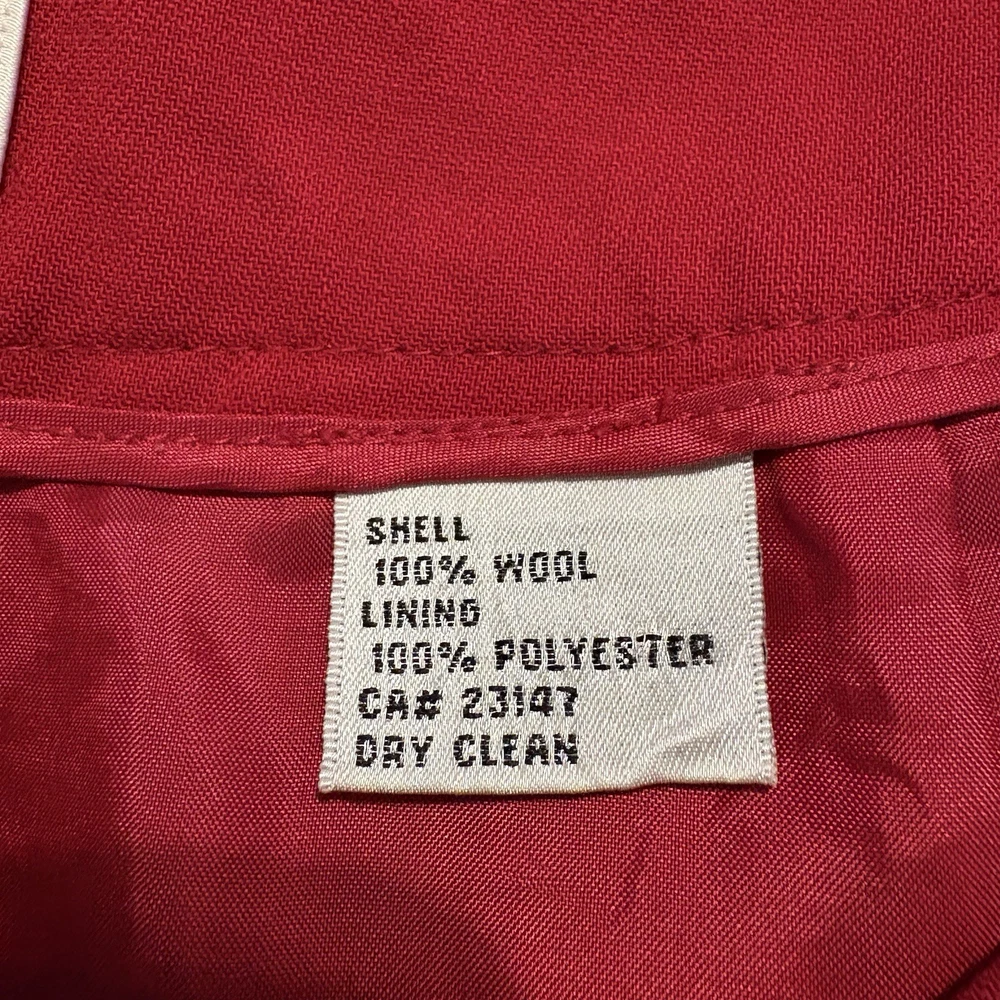 SHELL
100% WOOL
LINING
100% POLYESTER
CA# 23147
DRY CLEAN